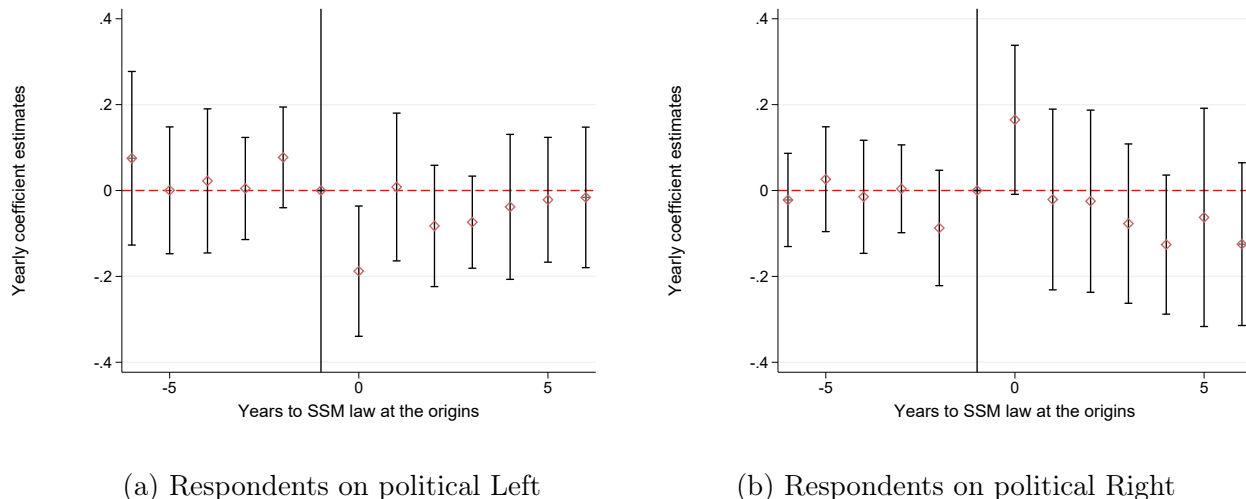 Yearly coefficient estimates
.4
.2
0
-.2
-.4
-5
0
5
Years to SSM law at the origins
(a) Respondents on political Left
Yearly coefficient estimates
.4
.2
0
-.2
-.4
-5
0
5
Years to SSM law at the origins
(b) Respondents on political Right